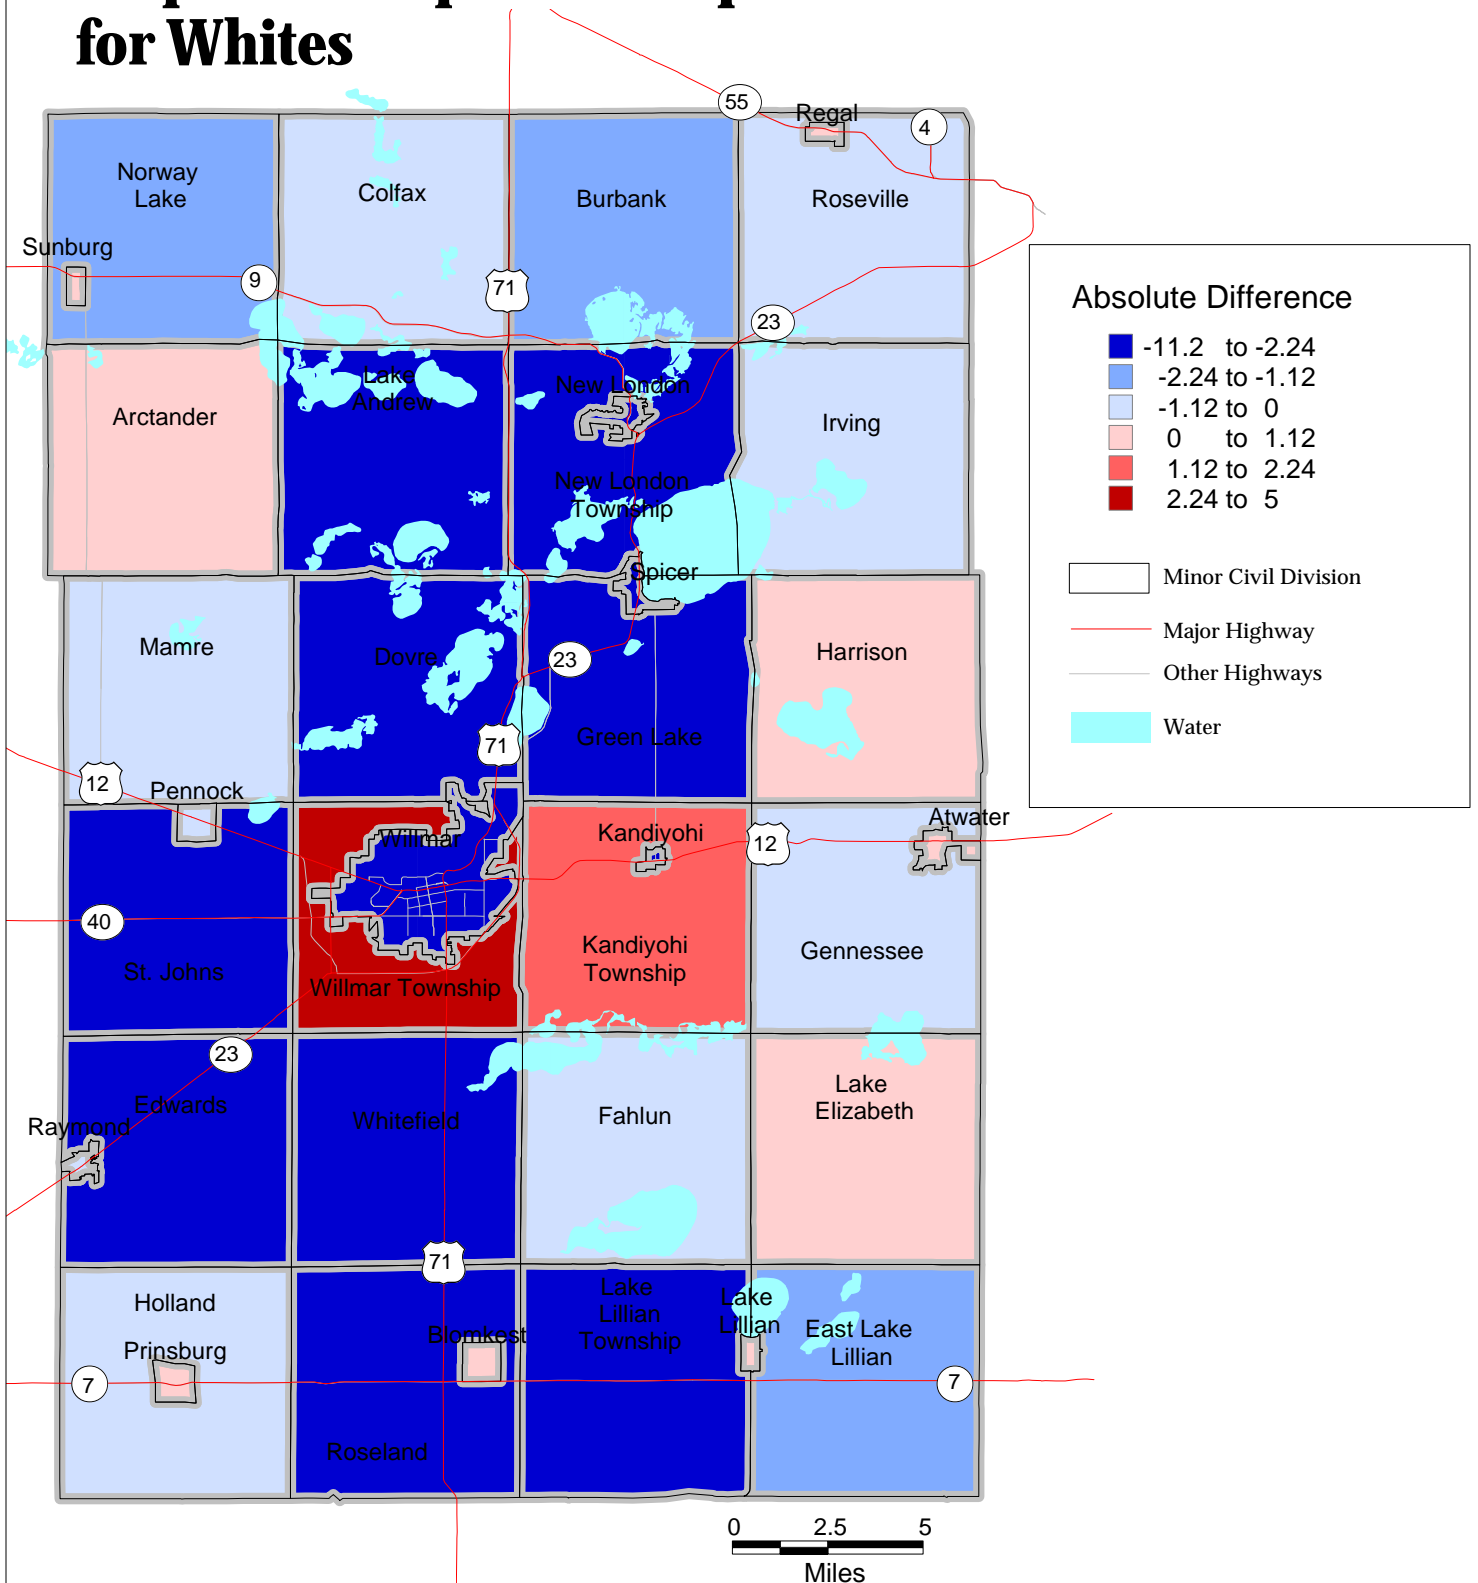 for Whites
55
Regal
4
Norway
Lake
Colfax
Burbank
Roseville
Sunburg
9
71
23
Absolute Difference
-11.2 to -2.24
-2.24 to -1.12
-1.12 to 0
0 to 1.12
1.12 to 2.24
2.24 to 5
Minor Civil Division
Major Highway
Other Highways
Water
Arctander
Lake
Andrew
New London
Irving
New London
Township
Spicer
Mamre
Dovre
23
Harrison
71
Green Lake
12
Pennock
Willmar
Kandiyohi
12
Atwater
40
St. Johns
Willmar Township
Kandiyohi
Township
Gennessee
23
Edwards
Raymond
Whitefield
Fahlun
Lake
Elizabeth
71
Holland
Prinsburg
7
Blomkest
Roseland
Lake
Lillian
Township
Lake
Lillian
East Lake
Lillian
7
0 2.5 5
Miles